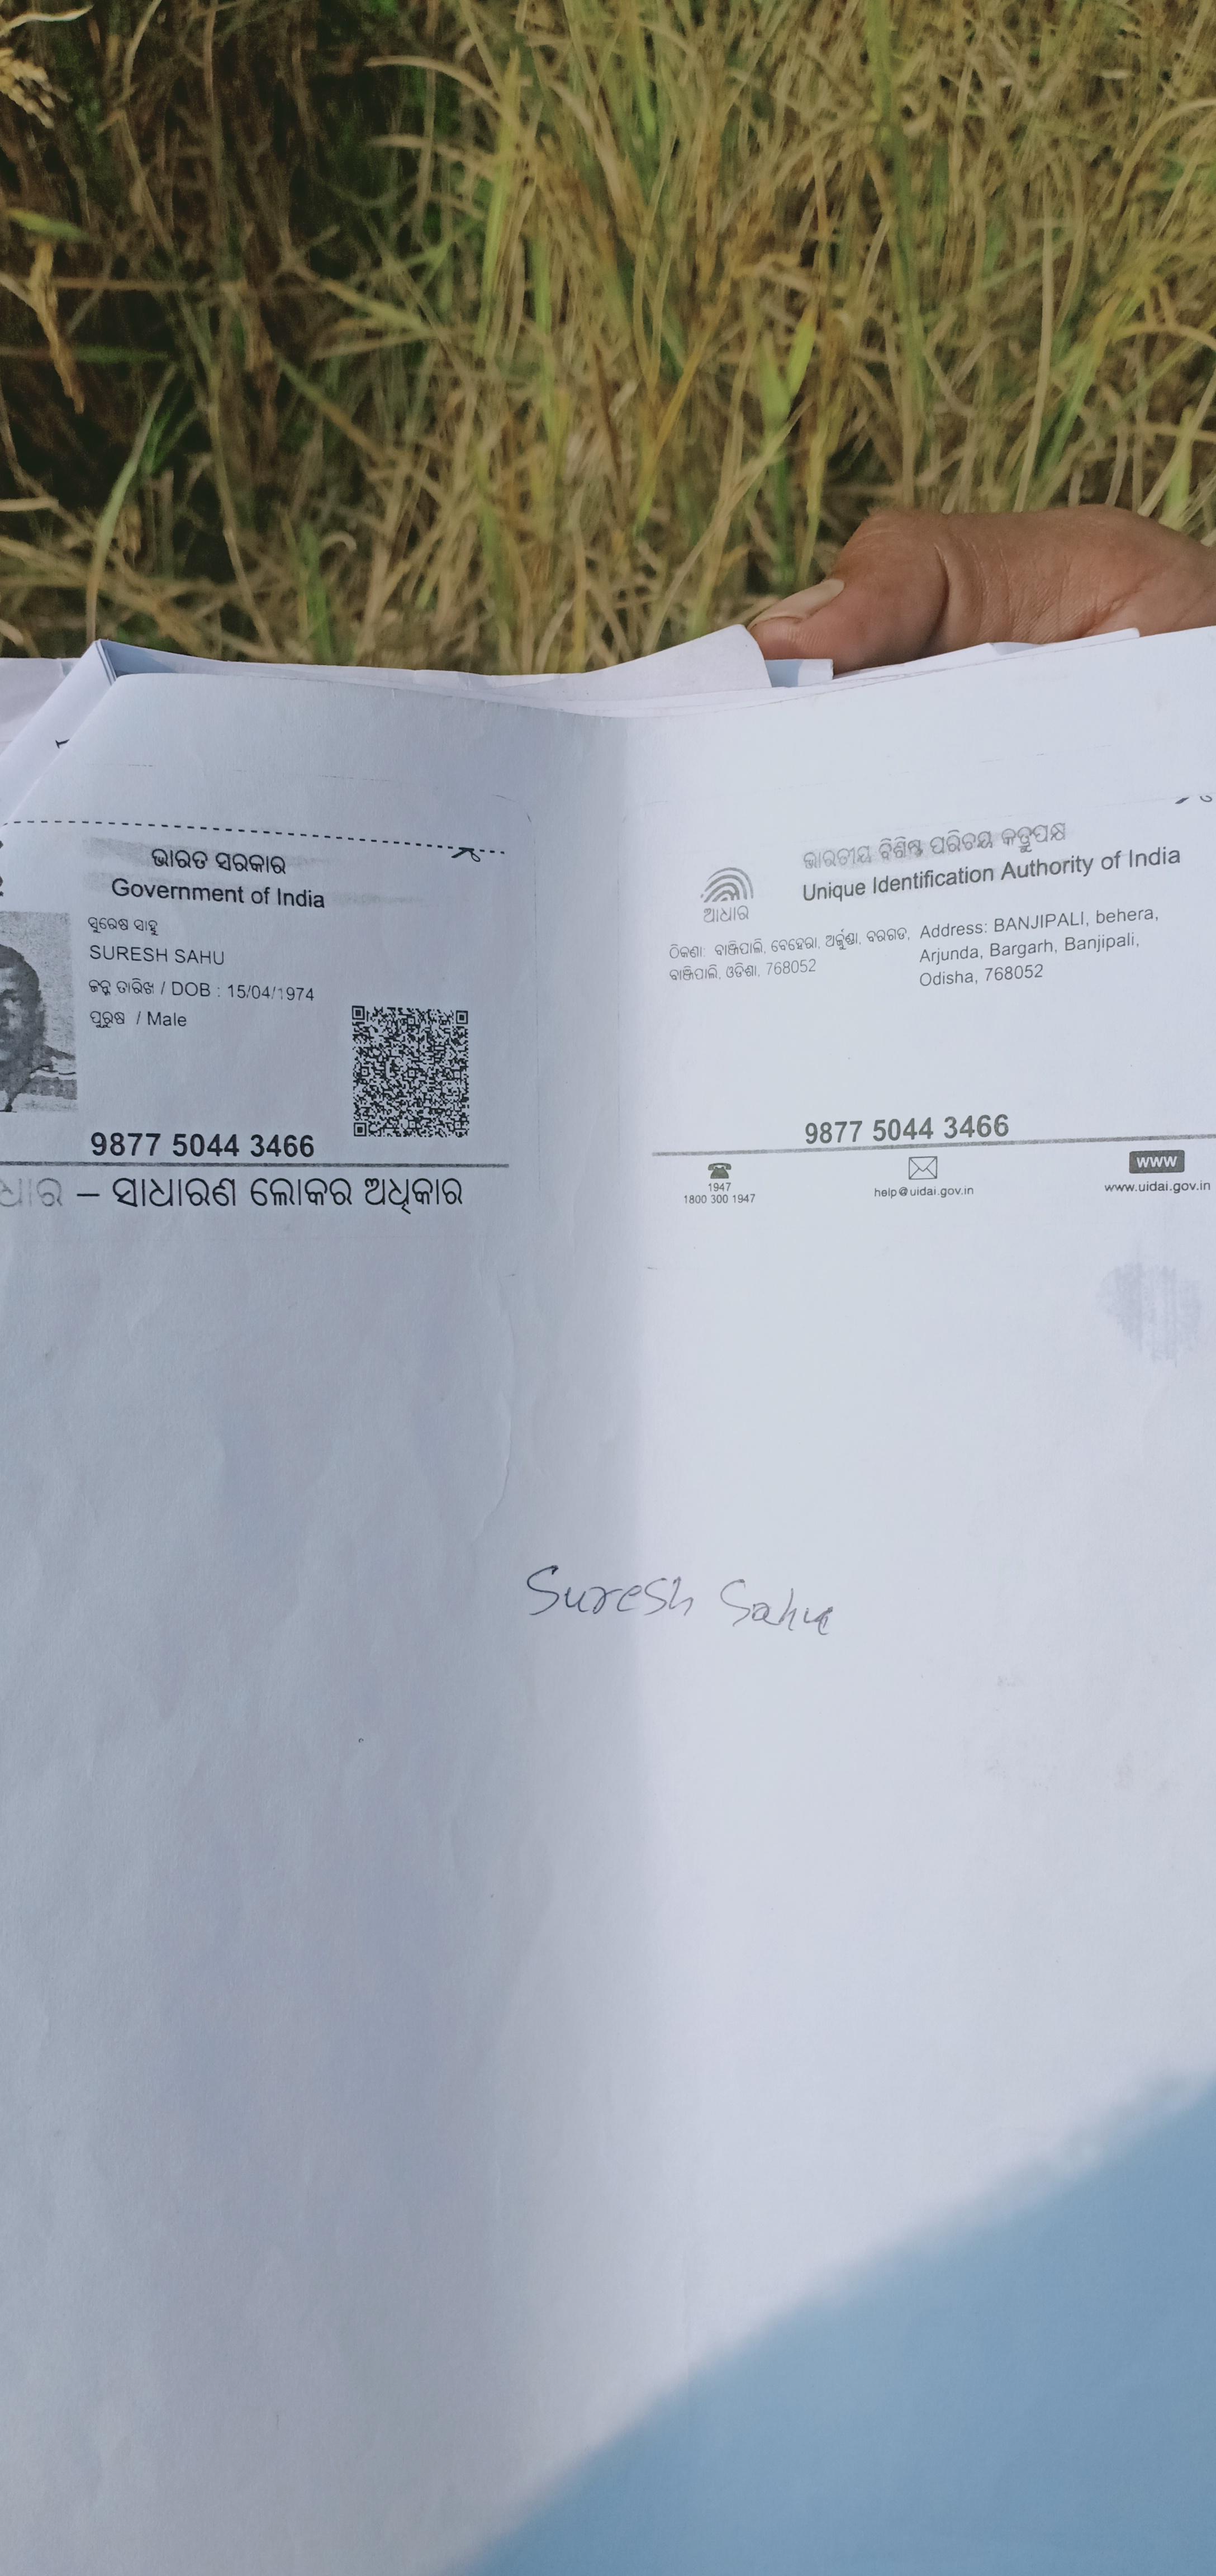 ଭାରତ ସରକାର
Government of India
ସୁରେଷ ସାହୁ
SURESH SAHU
ଜନ୍ମ ତାରିଖ / DOB : 15/04/1974
ପୁରୁଷ / Male
9877 5044 3466
ଧାର – ସାଧାରଣ ଲୋକର ଅଧିକାର
ଭାରତୀୟ ବିଶିଷ୍ଟ ପରିଚୟ କର୍ତ୍ତୃପକ୍ଷ
Unique Identification Authority of India
ଆଧାର
ଠିକଣା: ବାଞ୍ଜିପାଲି, ବେହେରା, ଅର୍ଜୁଣ୍ଡା, ବରଗଡ,
ବାଞ୍ଜିପାଲି, ଓଡିଶା, 768052
Address: BANJIPALI, behera,
Arjunda, Bargarh, Banjipali,
Odisha, 768052
9877 5044 3466
1947
1800 300 1947
help@uidai.gov.in
www
www.uidai.gov.in
Suresh Sahu